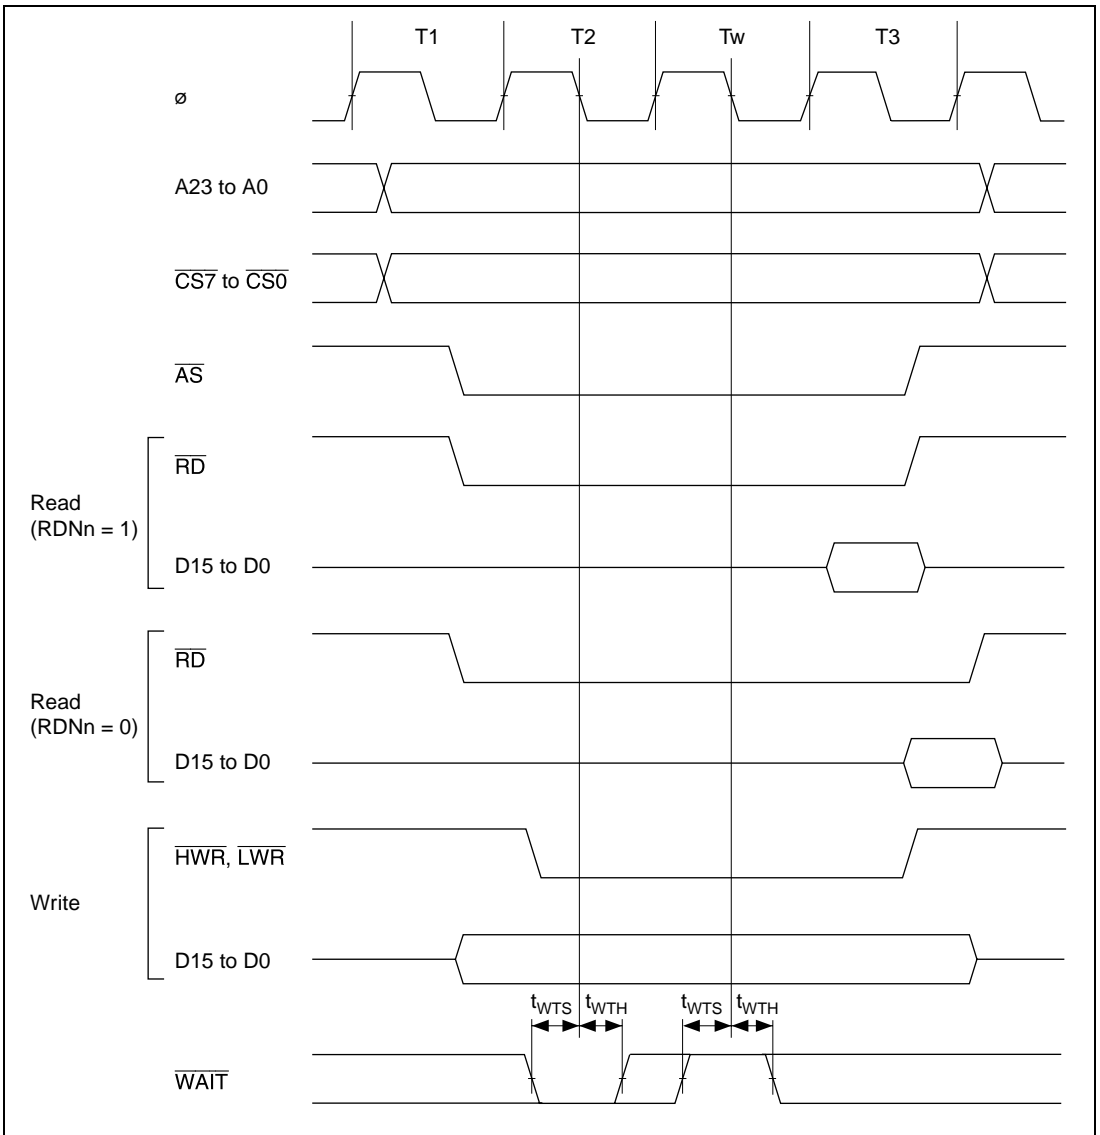 T1 T2 Tw T3
ø
A23 to A0
CS7 to CS0
AS
Read
(RDNn = 1)
RD
D15 to D0
Read
(RDNn = 0)
RD
D15 to D0
Write
HWR, LWR
D15 to D0
tWTS tWTH tWTS tWTH
WAIT